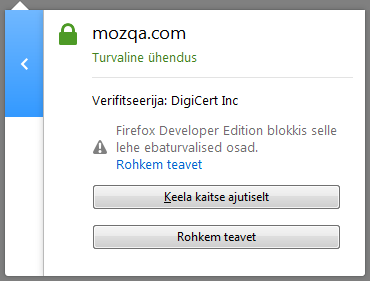 mozqa.com
Turvaline ühendus
Verifitseerija: DigiCert Inc
Firefox Developer Edition blokkis selle
lehe ebaturvalised osad.
Rohkem teavet
Keela kaitse ajutiselt
Rohkem teavet